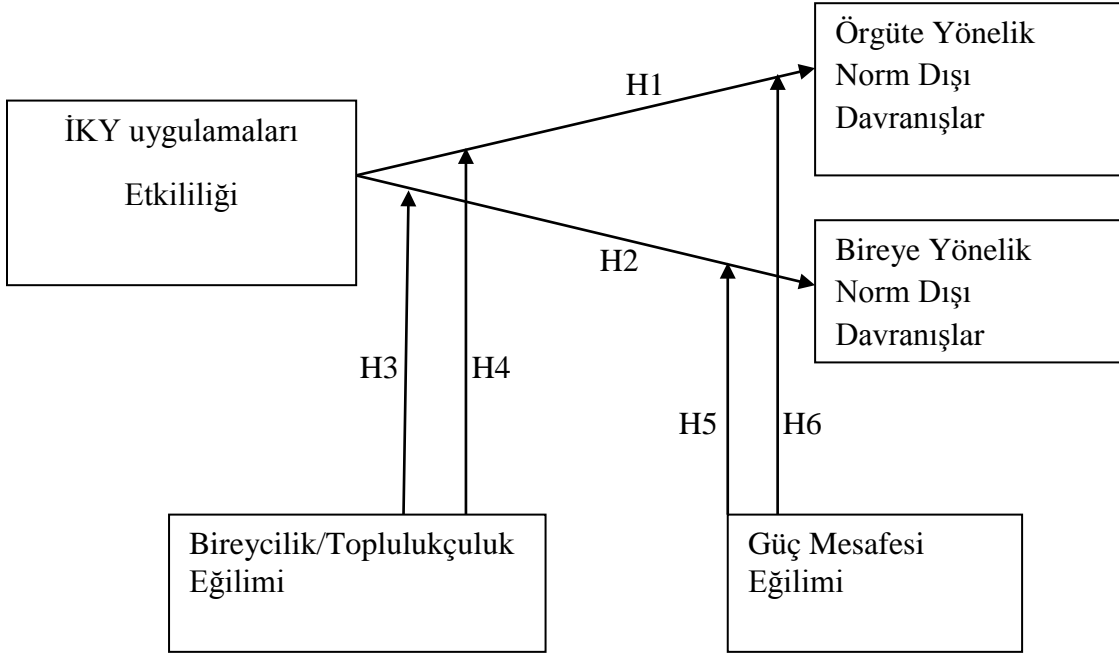 Örgüte Yönelik
Norm Dışı
Davranışlar
H1
İKY uygulamaları
Etkililiği
Bireye Yönelik
Norm Dışı
Davranışlar
H2
H3
H4
H5
H6
Bireycilik/Toplulukçuluk
Eğilimi
Güç Mesafesi
Eğilimi